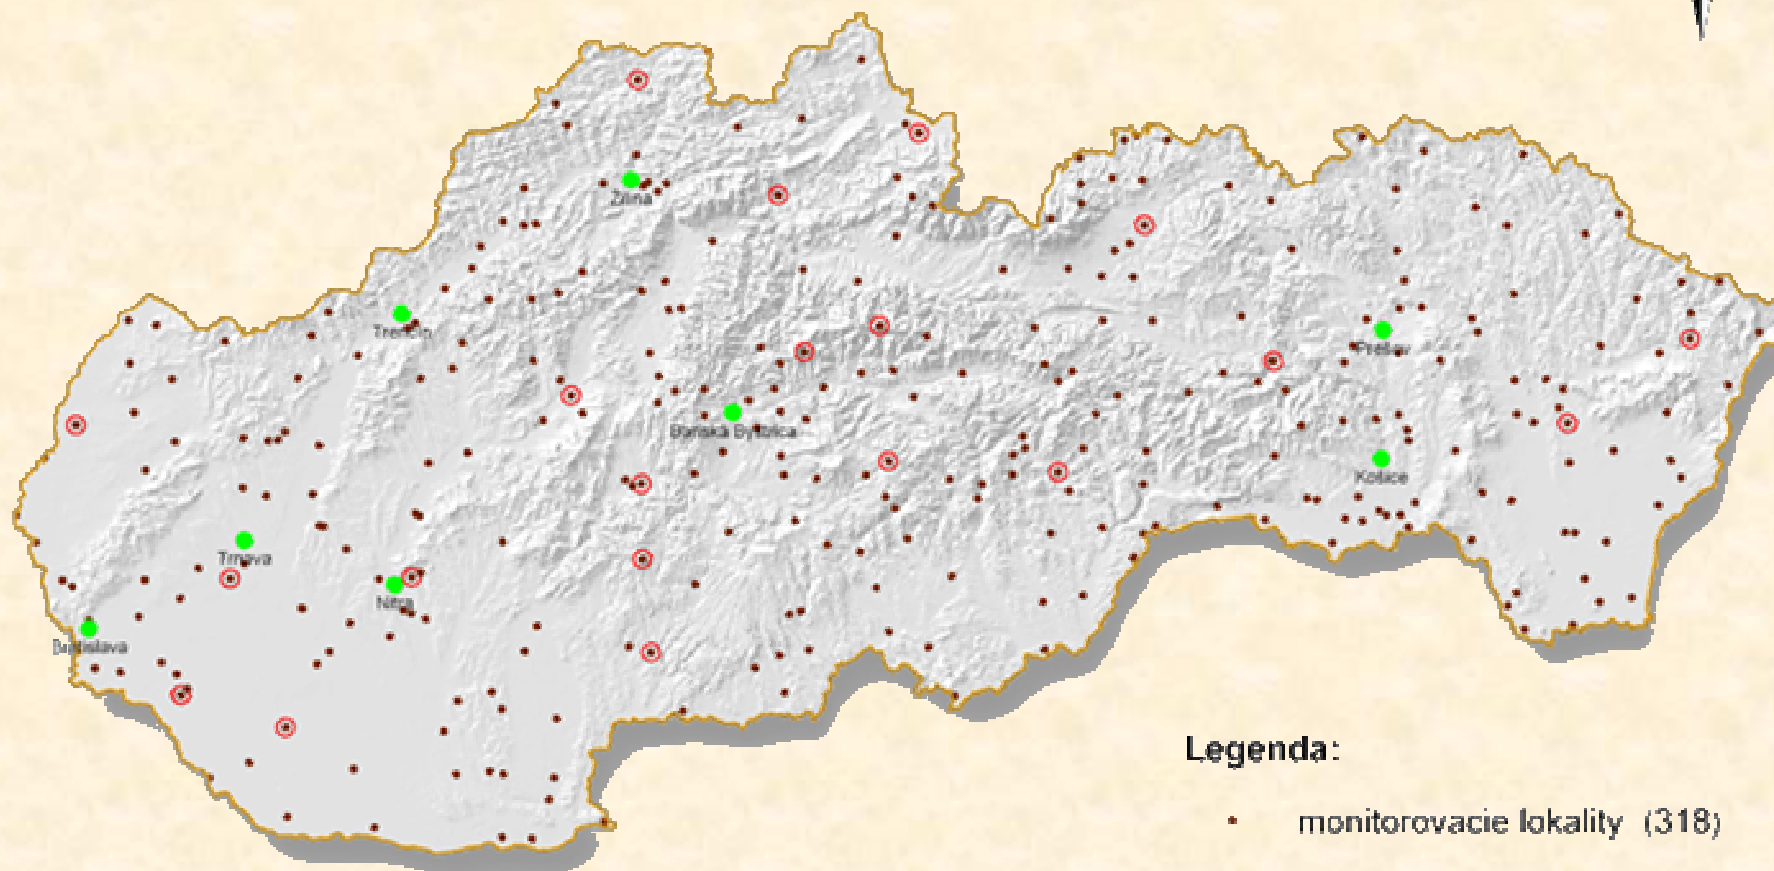 Žilina
Trenčín
Prešov
Banská Bystrica
Košice
Trnava
Nitra
Bratislava
Legenda:
monitorovacie lokality (318)